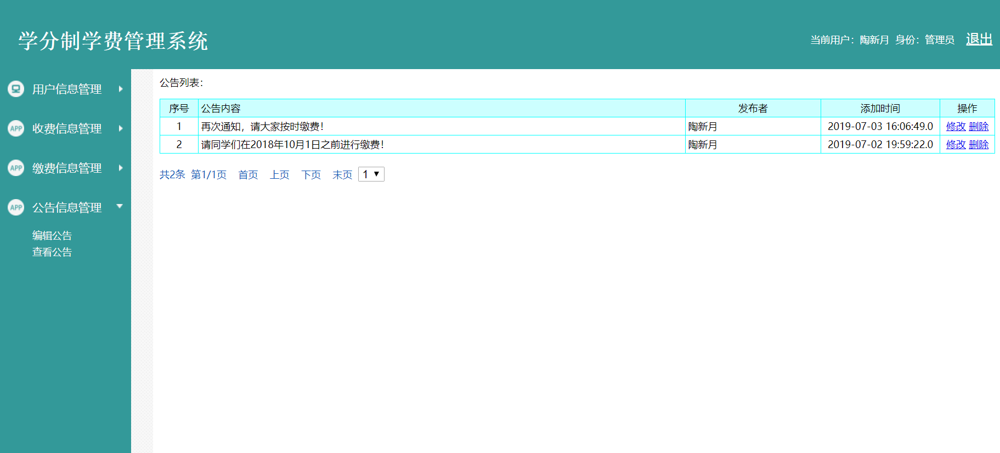 学分制学费管理系统
当前用户：陶新月 身份：管理员 退出
用户信息管理
APP 收费信息管理
APP 缴费信息管理
APP 公告信息管理
编辑公告
查看公告
公告列表：
序号 公告内容 发布者 添加时间 操作
1 再次通知，请大家按时缴费！ 陶新月 2019-07-03 16:06:49.0 修改 删除
2 请同学们在2018年10月1日之前进行缴费！ 陶新月 2019-07-02 19:59:22.0 修改 删除
共2条 第1/1页 首页 上页 下页 末页 1